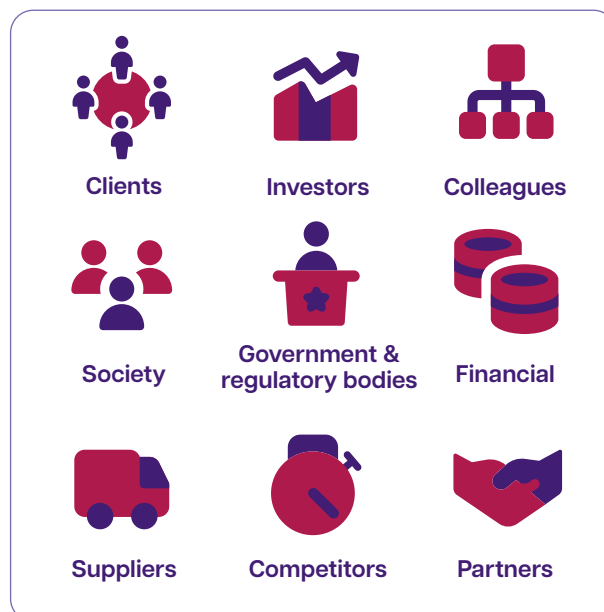 Clients
Investors
Colleagues
Society
Government &
regulatory bodies
Financial
Suppliers
Competitors
Partners